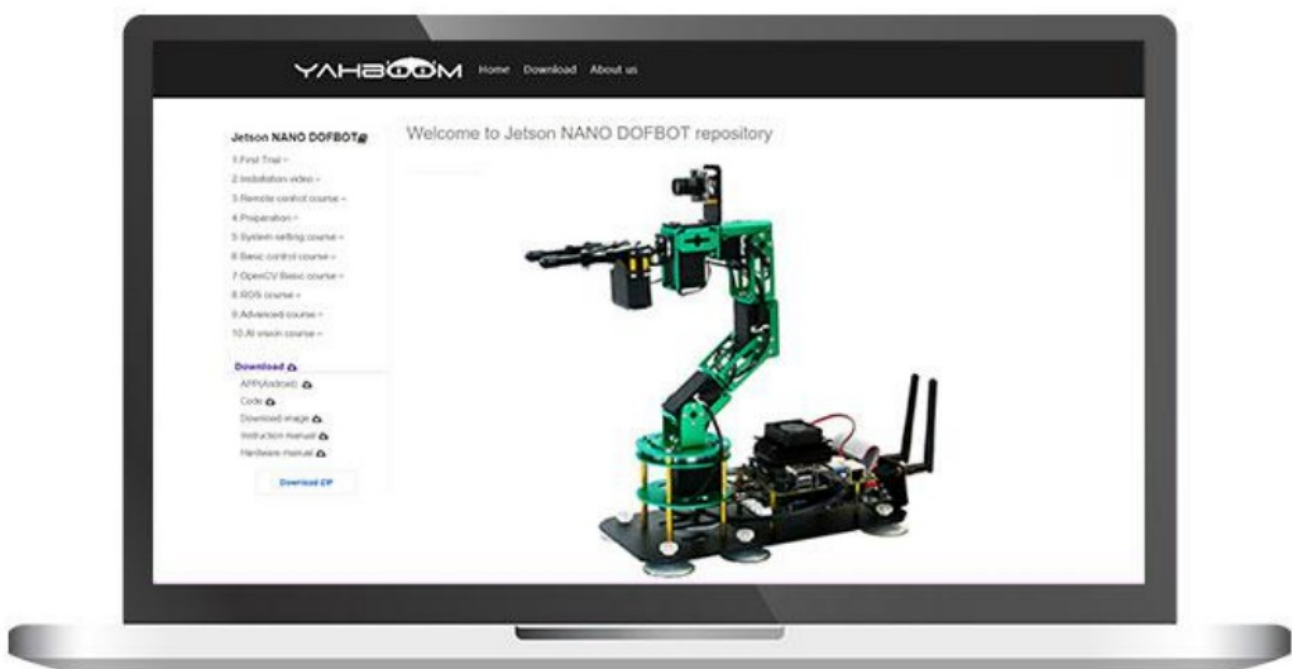 YAHBOOM Home Download About us
Jetson NANO DOFBOT
Welcome to Jetson NANO DOFBOT repository
1.First Trial
2.Installation video
3.Remote control course
4.Preparation
5.System setting course
6.Basic control course
7.OpenCV Basic course
8.ROS course
9.Advanced course
10.AI vision course
Download
APP(Android)
Code
Download image
Instruction manual
Hardware manual
Download ZIP